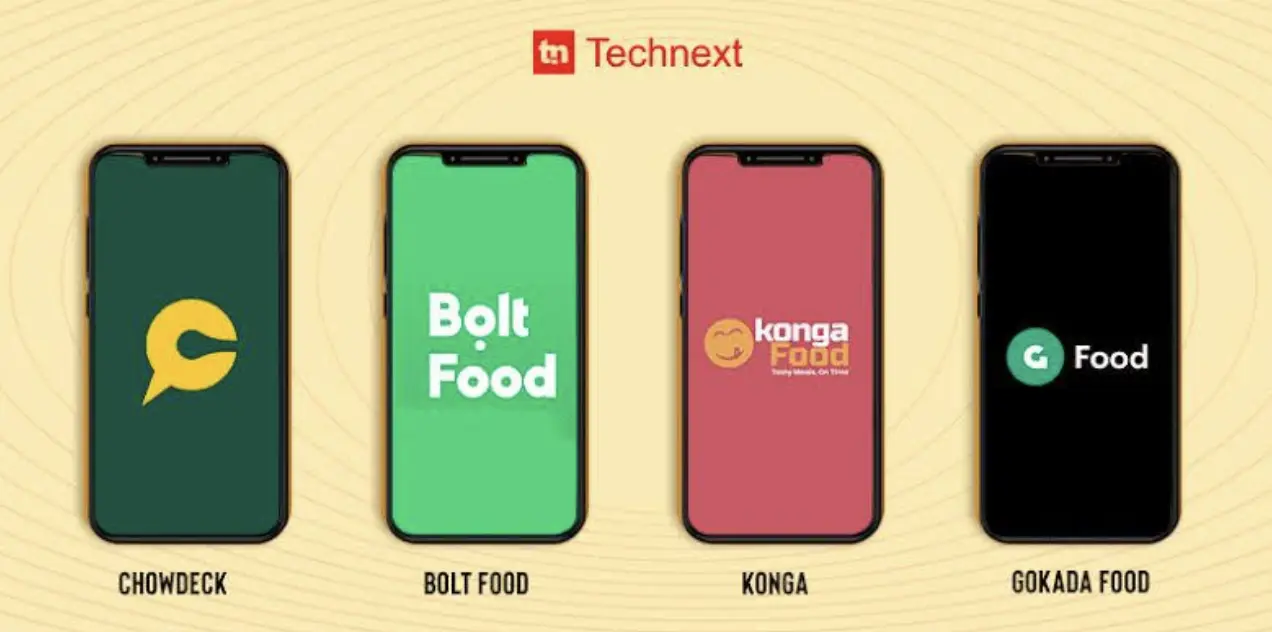 tn Technext
Bolt
Food
konga
Food
Tasty Meals, On Time
G Food
CHOWDECK
BOLT FOOD
KONGA
GOKADA FOOD